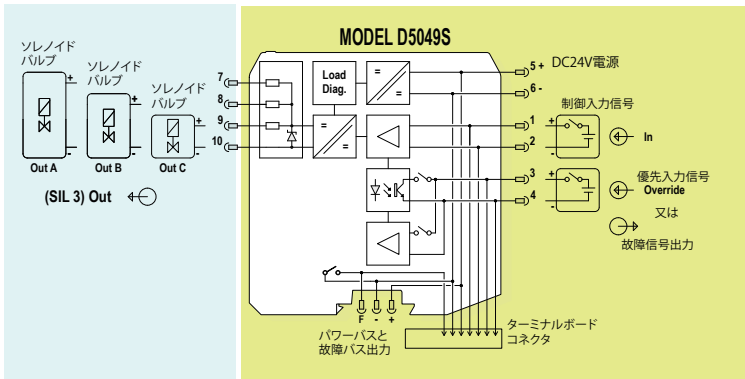 MODEL D5049S
ソレノイド
バルブ
+
-
Out A
ソレノイド
バルブ
+
-
Out B
ソレノイド
バルブ
+
-
Out C
(SIL 3) Out
7
8
9
10
Load
Diag.
=
=
=
=
5 +
6 -
DC24V電源
制御入力信号
1
2
+
-
In
3
4
+
-
優先入力信号
Override
又は
故障信号出力
F
-
+
パワーバスと
故障バス出力
ターミナルボード
コネクタ